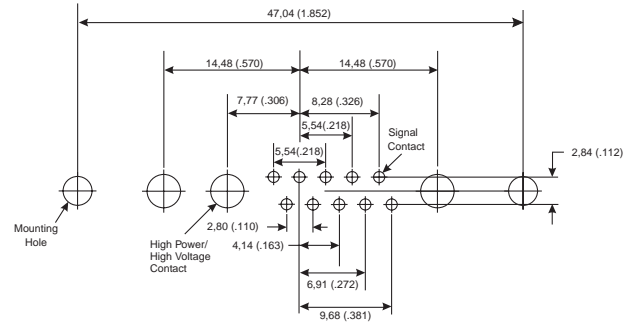 47,04 (1.852)
14,48 (.570)
14,48 (.570)
7,77 (.306)
8,28 (.326)
5,54(.218)
Signal
Contact
5,54(.218)
2,84 (.112)
Mounting
Hole
2,80 (.110)
High Power/
High Voltage
Contact
4,14 (.163)
6,91 (.272)
9,68 (.381)